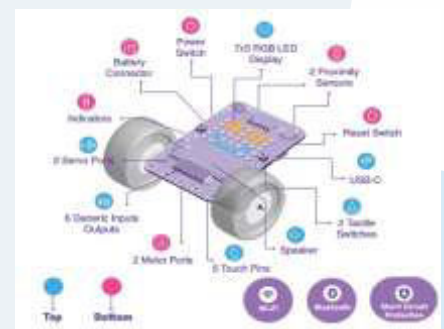 Power
Switch
7x5 RGB LED
Display
Battery
Connector
2 Proximity
Sensors
Indicators
Reset Switch
2 Servo Ports
USB-C
6 Generic Inputs
Outputs
3 Tactile
Switches
2 Motor Ports
Speaker
5 Touch Pins
Top
Bottom
Wi-Fi
Bluetooth
Short Circuit
Protection